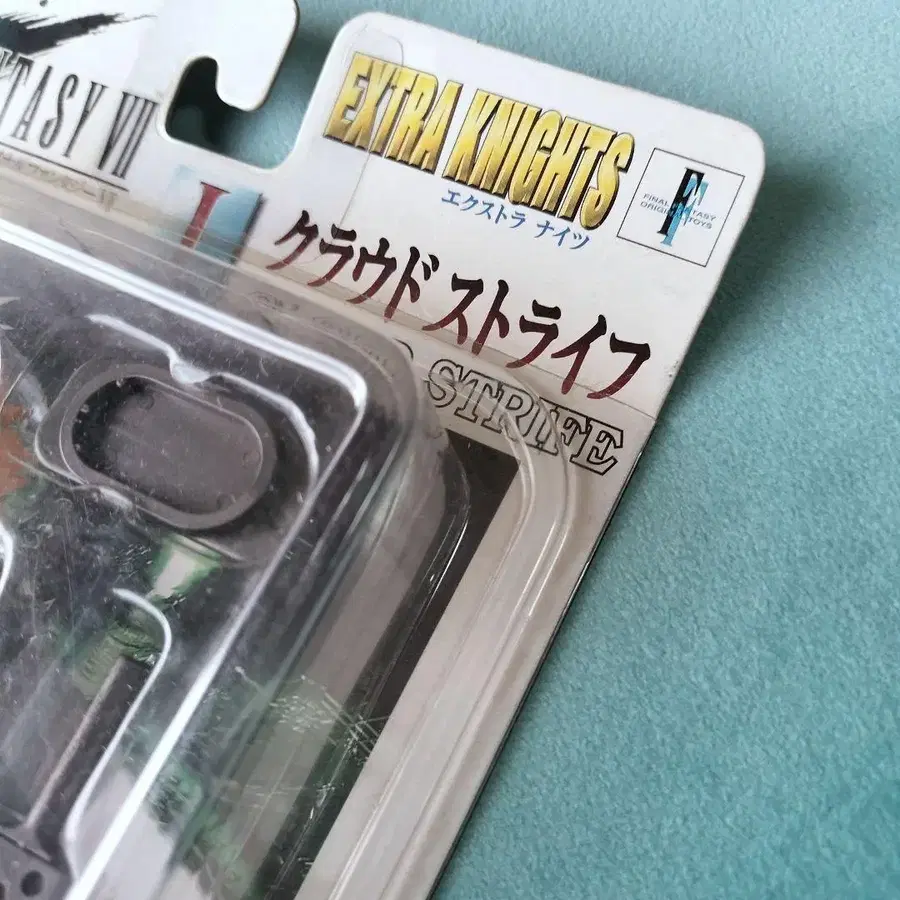 TASY VII
EXTRA KNIGHTS
エクストラ ナイツ
FINAL FANTASY
ORIGINAL TOYS
クラウド ストライフ
STRIFE